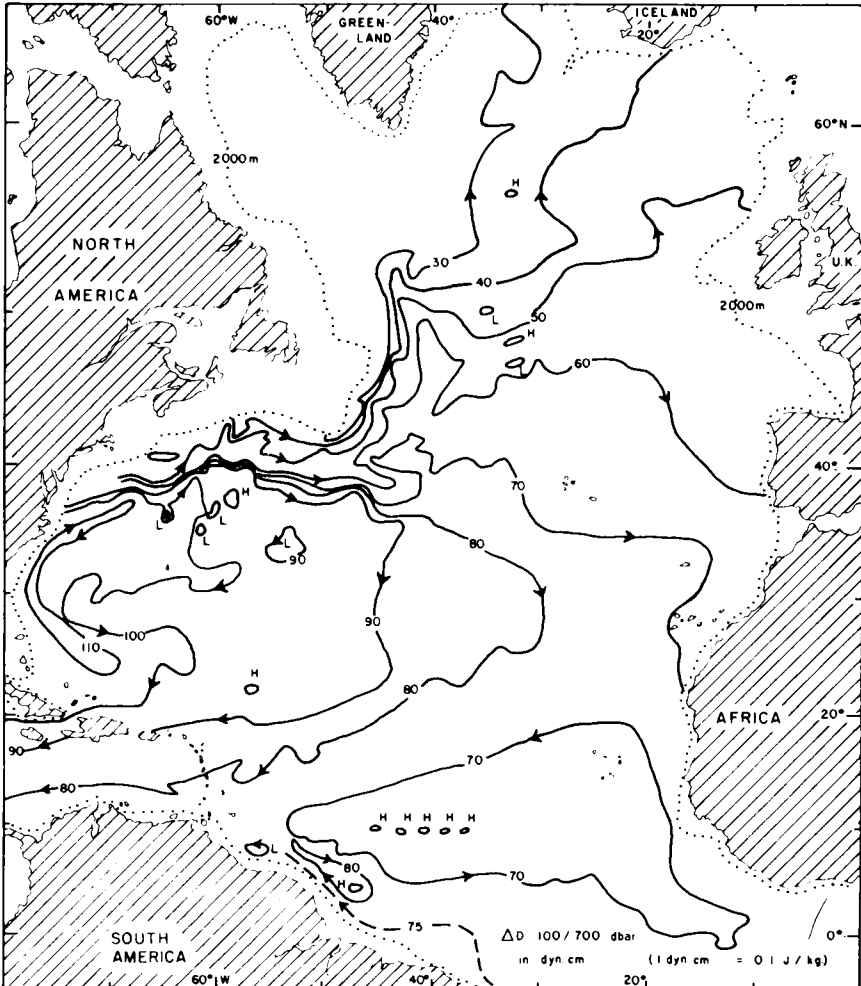 60°W
GREEN-
LAND
40°
ICELAND
20°
60°N
2000m
H
NORTH
AMERICA
30
U.K.
40
2000m
L
50
H
L
60
40°
70
H
L
L
L
90
80
100
90
110
H
80
20°
AFRICA
90
70
80
H H H H H
L
80
H
70
75
0°
ΔD 100/700 dbar
in dyn. cm (1 dyn cm = 0.1 J/kg)
SOUTH
AMERICA
60°W
40°
20°